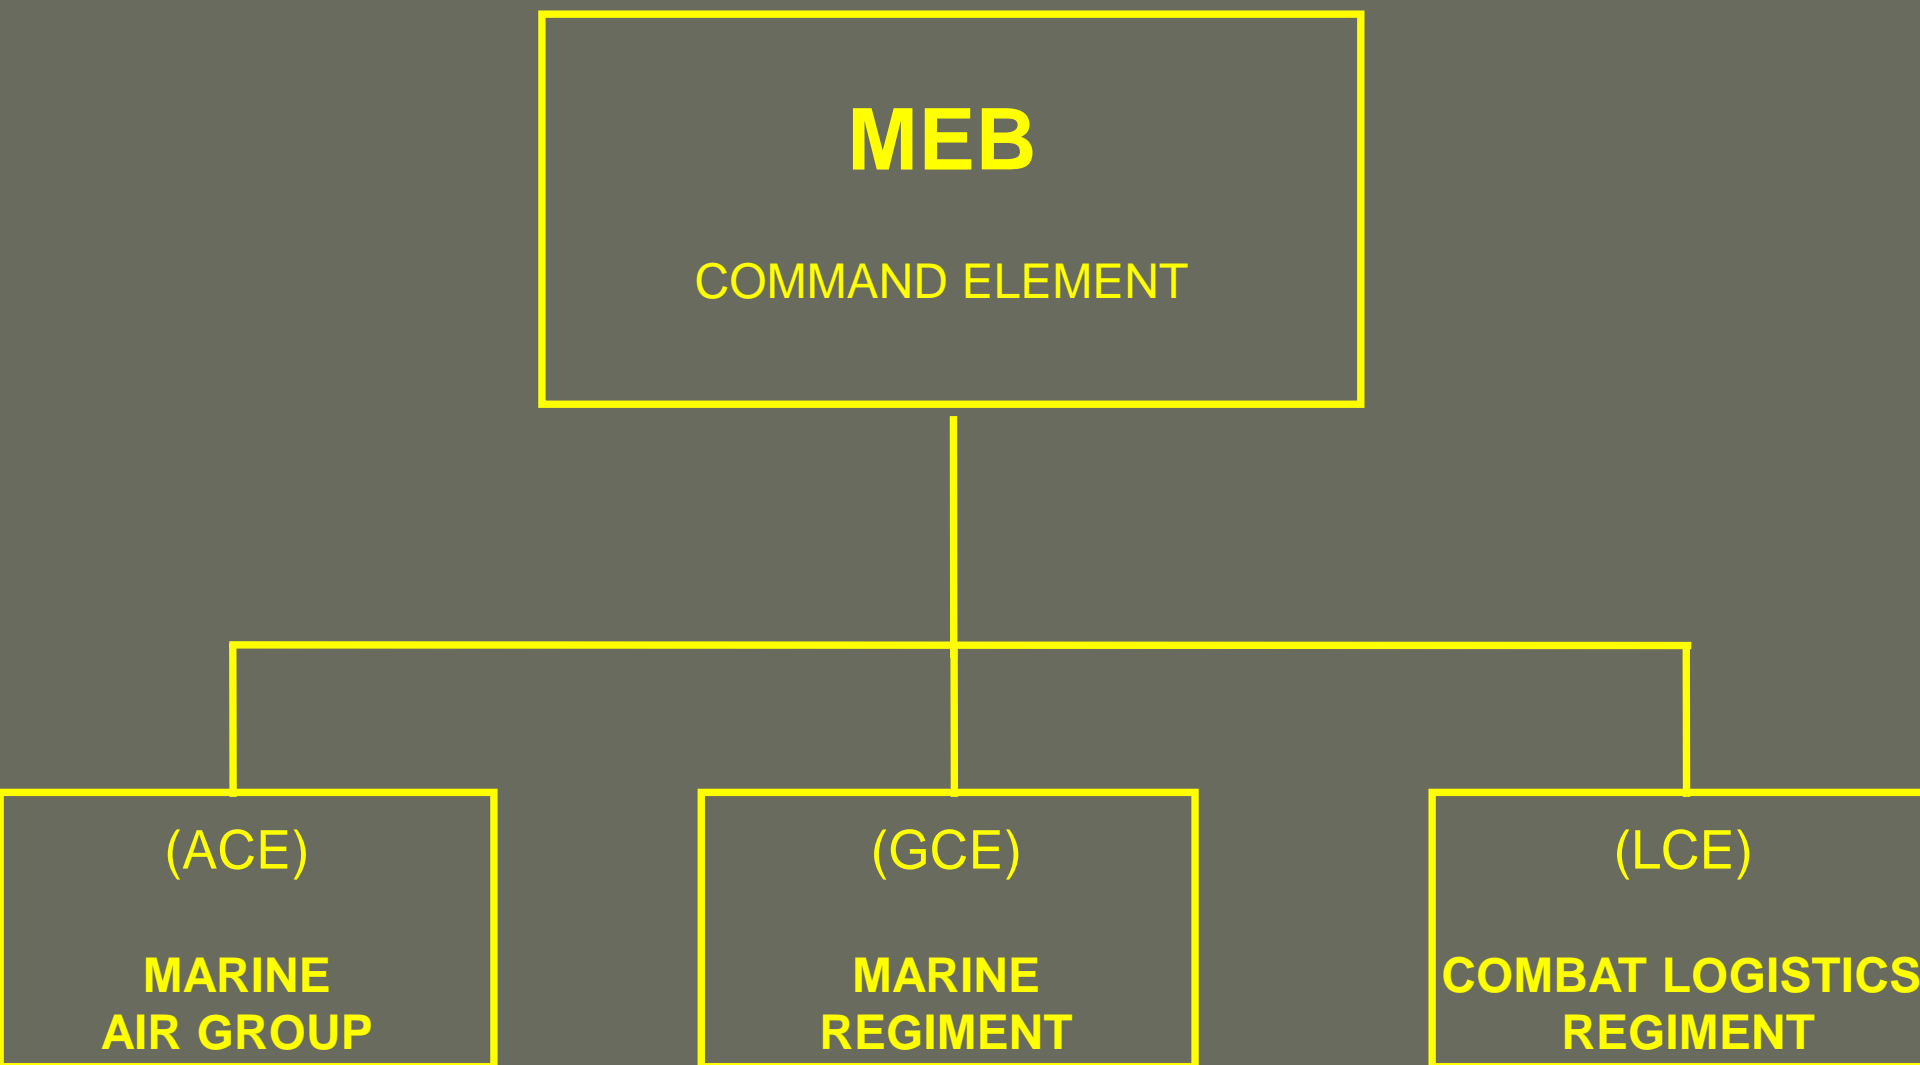 MEB
COMMAND ELEMENT
(ACE)
MARINE
AIR GROUP
(GCE)
MARINE
REGIMENT
(LCE)
COMBAT LOGISTICS
REGIMENT